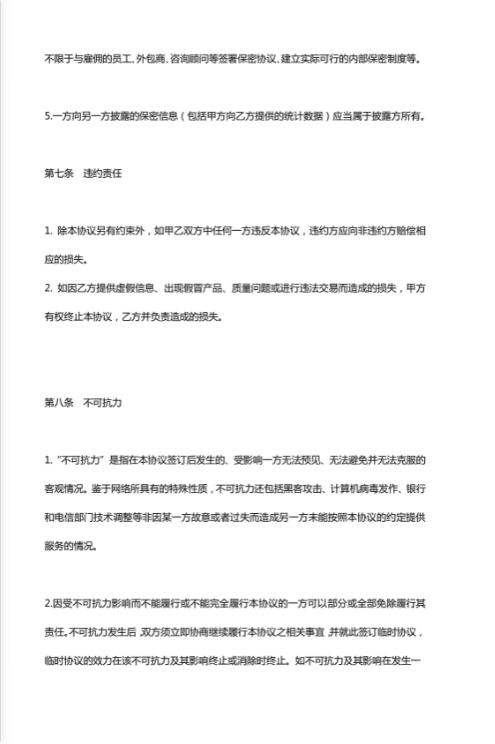 不限于与雇佣的员工、外包商、咨询顾问等签署保密协议、建立实际可行的内部保密制度等。
5.一方向另一方披露的保密信息（包括甲方向乙方提供的统计数据）应当属于披露方所有。
第七条　违约责任
1. 除本协议另有约束外，如甲乙双方中任何一方违反本协议，违约方应向非违约方赔偿相
应的损失。
2. 如因乙方提供虚假信息、出现假冒产品、质量问题或进行违法交易而造成的损失，甲方
有权终止本协议，乙方并负责造成的损失。
第八条　不可抗力
1.“不可抗力”是指在本协议签订后发生的、受影响一方无法预见、无法避免并无法克服的
客观情况。鉴于网络所具有的特殊性质，不可抗力还包括黑客攻击、计算机病毒发作、银行
和电信部门技术调整等非因某一方故意或者过失而造成另一方未能按照本协议的约定提供
服务的情况。
2.因受不可抗力影响而不能履行或不能完全履行本协议的一方可以部分或全部免除履行其
责任。不可抗力发生后，双方须立即协商继续履行本协议之相关事宜，并就此签订临时协议，
临时协议的效力在该不可抗力及其影响终止或消除时终止。如不可抗力及其影响在发生一